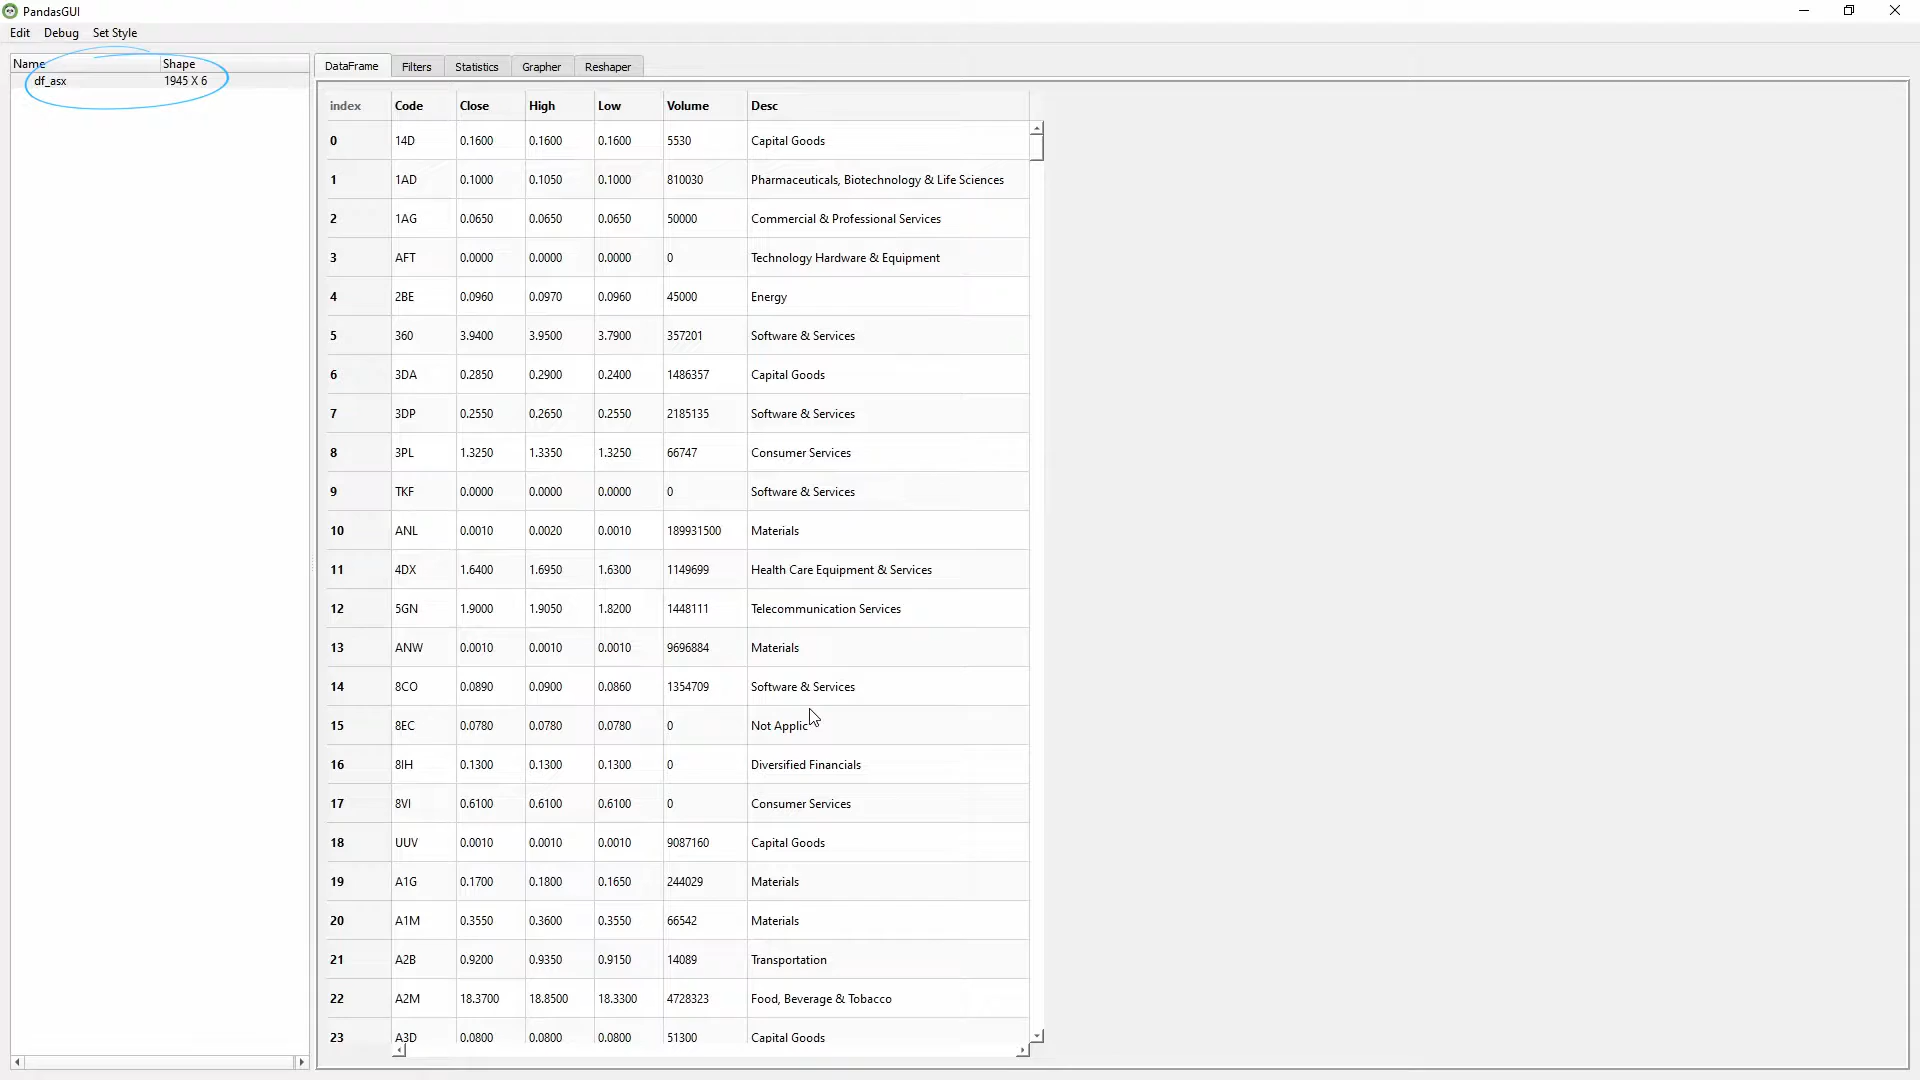 PandasGUI
Edit Debug Set Style
Name Shape
df_asx 1945 X 6
DataFrame Filters Statistics Grapher Reshaper
index Code Close High Low Volume Desc
0 14D 0.1600 0.1600 0.1600 5530 Capital Goods
1 1AD 0.1000 0.1050 0.1000 810030 Pharmaceuticals, Biotechnology & Life Sciences
2 1AG 0.0650 0.0650 0.0650 50000 Commercial & Professional Services
3 AFT 0.0000 0.0000 0.0000 0 Technology Hardware & Equipment
4 2BE 0.0960 0.0970 0.0960 45000 Energy
5 360 3.9400 3.9500 3.7900 357201 Software & Services
6 3DA 0.2850 0.2900 0.2400 1486357 Capital Goods
7 3DP 0.2550 0.2650 0.2550 2185135 Software & Services
8 3PL 1.3250 1.3350 1.3250 66747 Consumer Services
9 TKF 0.0000 0.0000 0.0000 0 Software & Services
10 ANL 0.0010 0.0020 0.0010 189931500 Materials
11 4DX 1.6400 1.6950 1.6300 1149699 Health Care Equipment & Services
12 5GN 1.9000 1.9050 1.8200 1448111 Telecommunication Services
13 ANW 0.0010 0.0010 0.0010 9696884 Materials
14 8CO 0.0890 0.0900 0.0860 1354709 Software & Services
15 8EC 0.0780 0.0780 0.0780 0 Not Applic
16 8IH 0.1300 0.1300 0.1300 0 Diversified Financials
17 8VI 0.6100 0.6100 0.6100 0 Consumer Services
18 UUV 0.0010 0.0010 0.0010 9087160 Capital Goods
19 A1G 0.1700 0.1800 0.1650 244029 Materials
20 A1M 0.3550 0.3600 0.3550 66542 Materials
21 A2B 0.9200 0.9350 0.9150 14089 Transportation
22 A2M 18.3700 18.8500 18.3300 4728323 Food, Beverage & Tobacco
23 A3D 0.0800 0.0800 0.0800 51300 Capital Goods